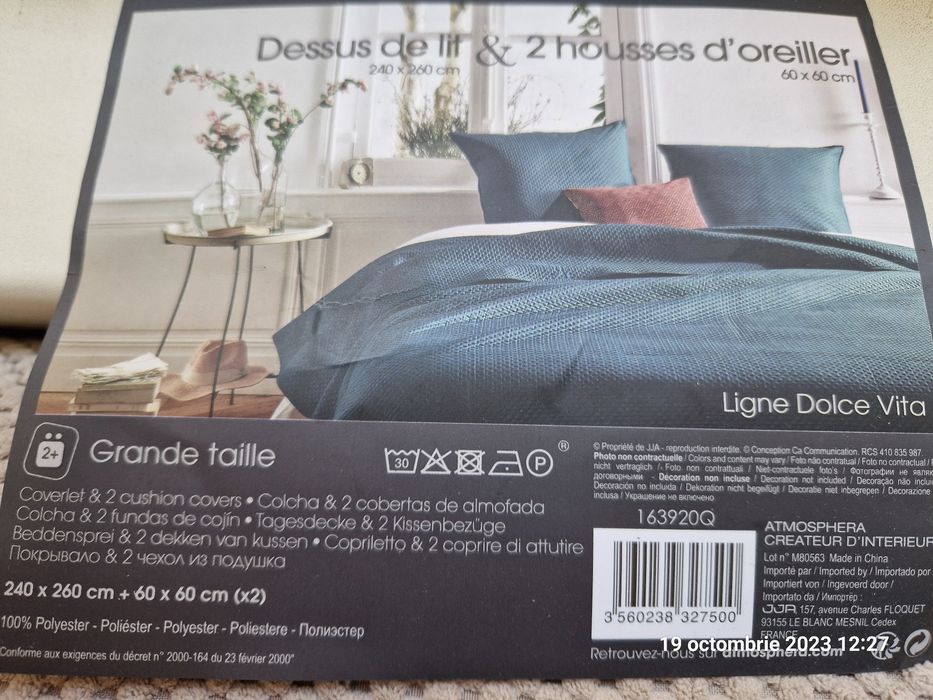 Dessus de lit & 2 housses d'oreiller
240 x 260 cm
60 x 60 cm
Ligne Dolce Vita
2+
Grande taille
30
P
®
Coverlet & 2 cushion covers • Colcha & 2 cobertas de almofada
Colcha & 2 fundas de cojín • Tagesdecke & 2 Kissenbezüge
Beddensprei & 2 dekken van kussen • Copriletto & 2 coprire di attutire
Покрывало & 2 чехол из подушка
240 x 260 cm + 60 x 60 cm (x2)
100% Polyester - Poliéster - Polyester - Poliestere - Полиэстер
Conforme aux exigences du décret n° 2000-164 du 23 février 2000"
© Propriété de JJA - reproduction interdite. © Conception Ca Communication. RCS 410 835 987.
Photo non contractuelle / Colors and content may vary / Foto não contratual / Foto no contractual /
nicht vertraglich / Foto non contrattuali / Niet-contractuele foto's / Фотографии не являю
договорными - Décoration non incluse / Decoration not included / Decoração não inclui
Decoración no incluida / Dekoration nicht beigefügt / Decoratie niet inbegrepen / Decorazione
inclusa / Украшение не включено
163920Q
3 560238 327500
ATMOSPHERA
CREATEUR D'INTERIEUR
Lot n° M80563 Made in China
Importé par / Imported by / Importado por
Importiert von / Ingevoerd door /
Importato da / Импортёр :
JJA 157, avenue Charles FLOQUET
93155 LE BLANC MESNIL Cedex
FRANCE
Retrouvez-nous sur atmosphera.com
19 octombrie 2023 12:27